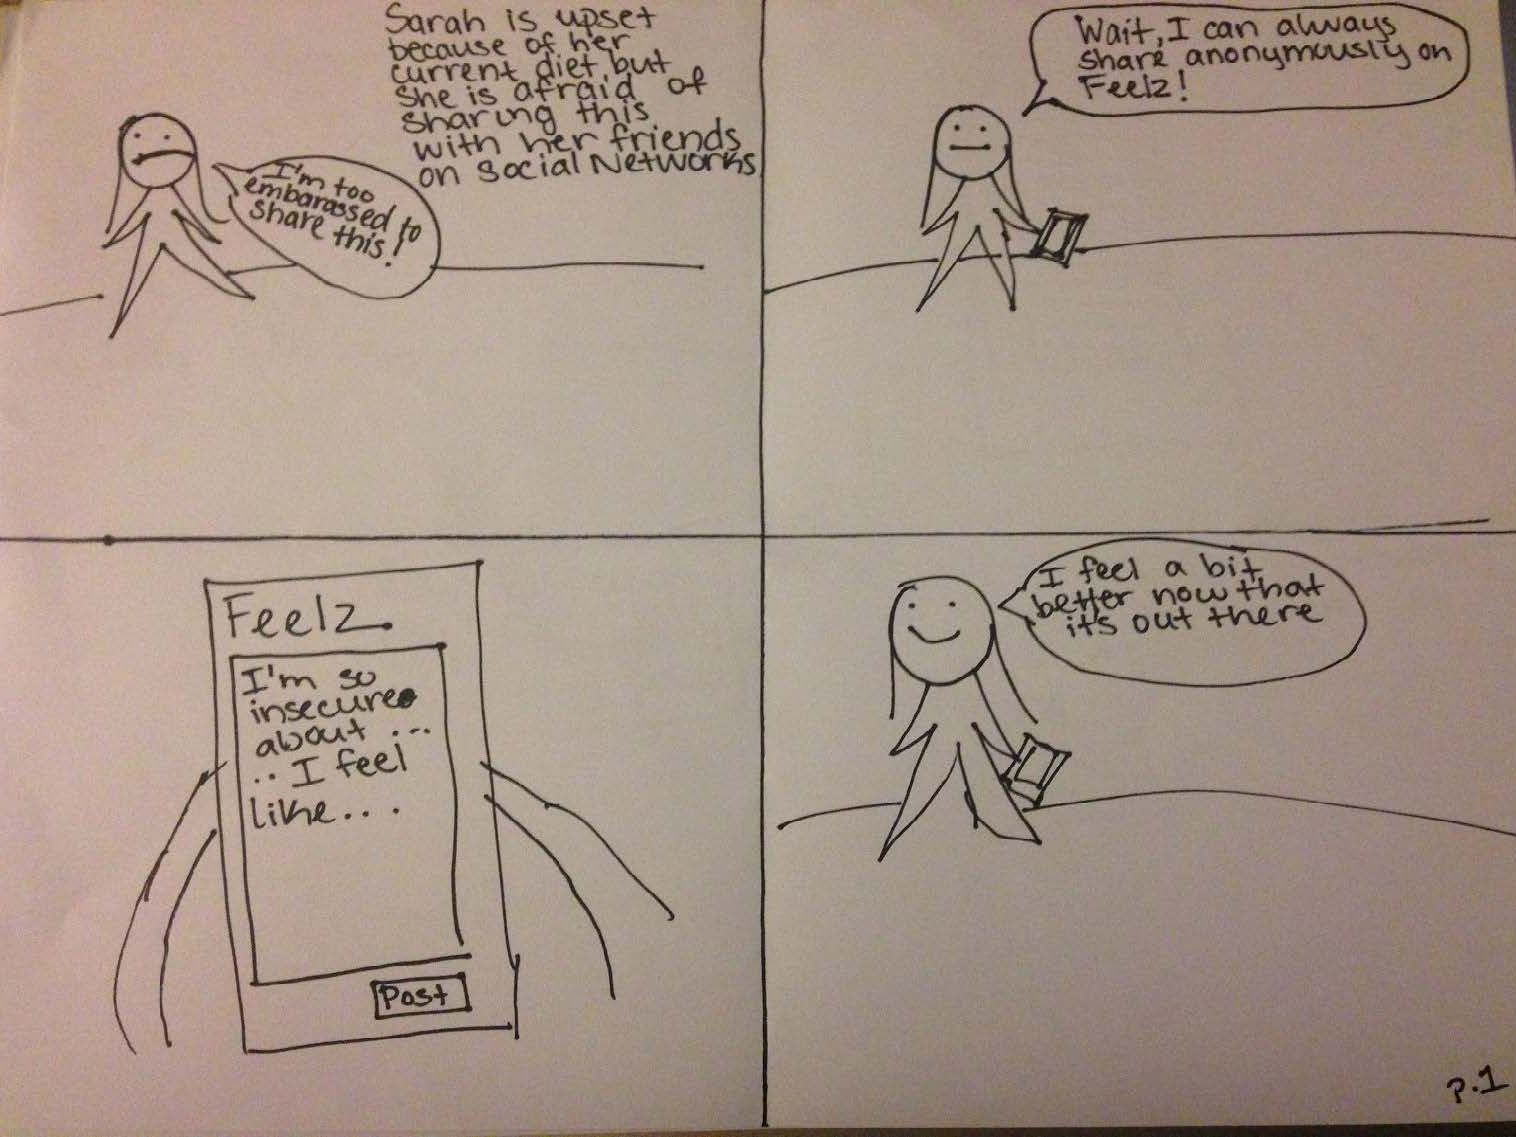 Sarah is upset
because of her
current diet, but
she is afraid of
sharing this
with her friends
on social Networks
I'm too
embarassed to
share this!
Wait, I can always
share anonymously on
Feelz!
Feelz.
I'm so
insecure
about ...
.. I feel
like...
Post
I feel a bit
better now that
it's out there
p.1